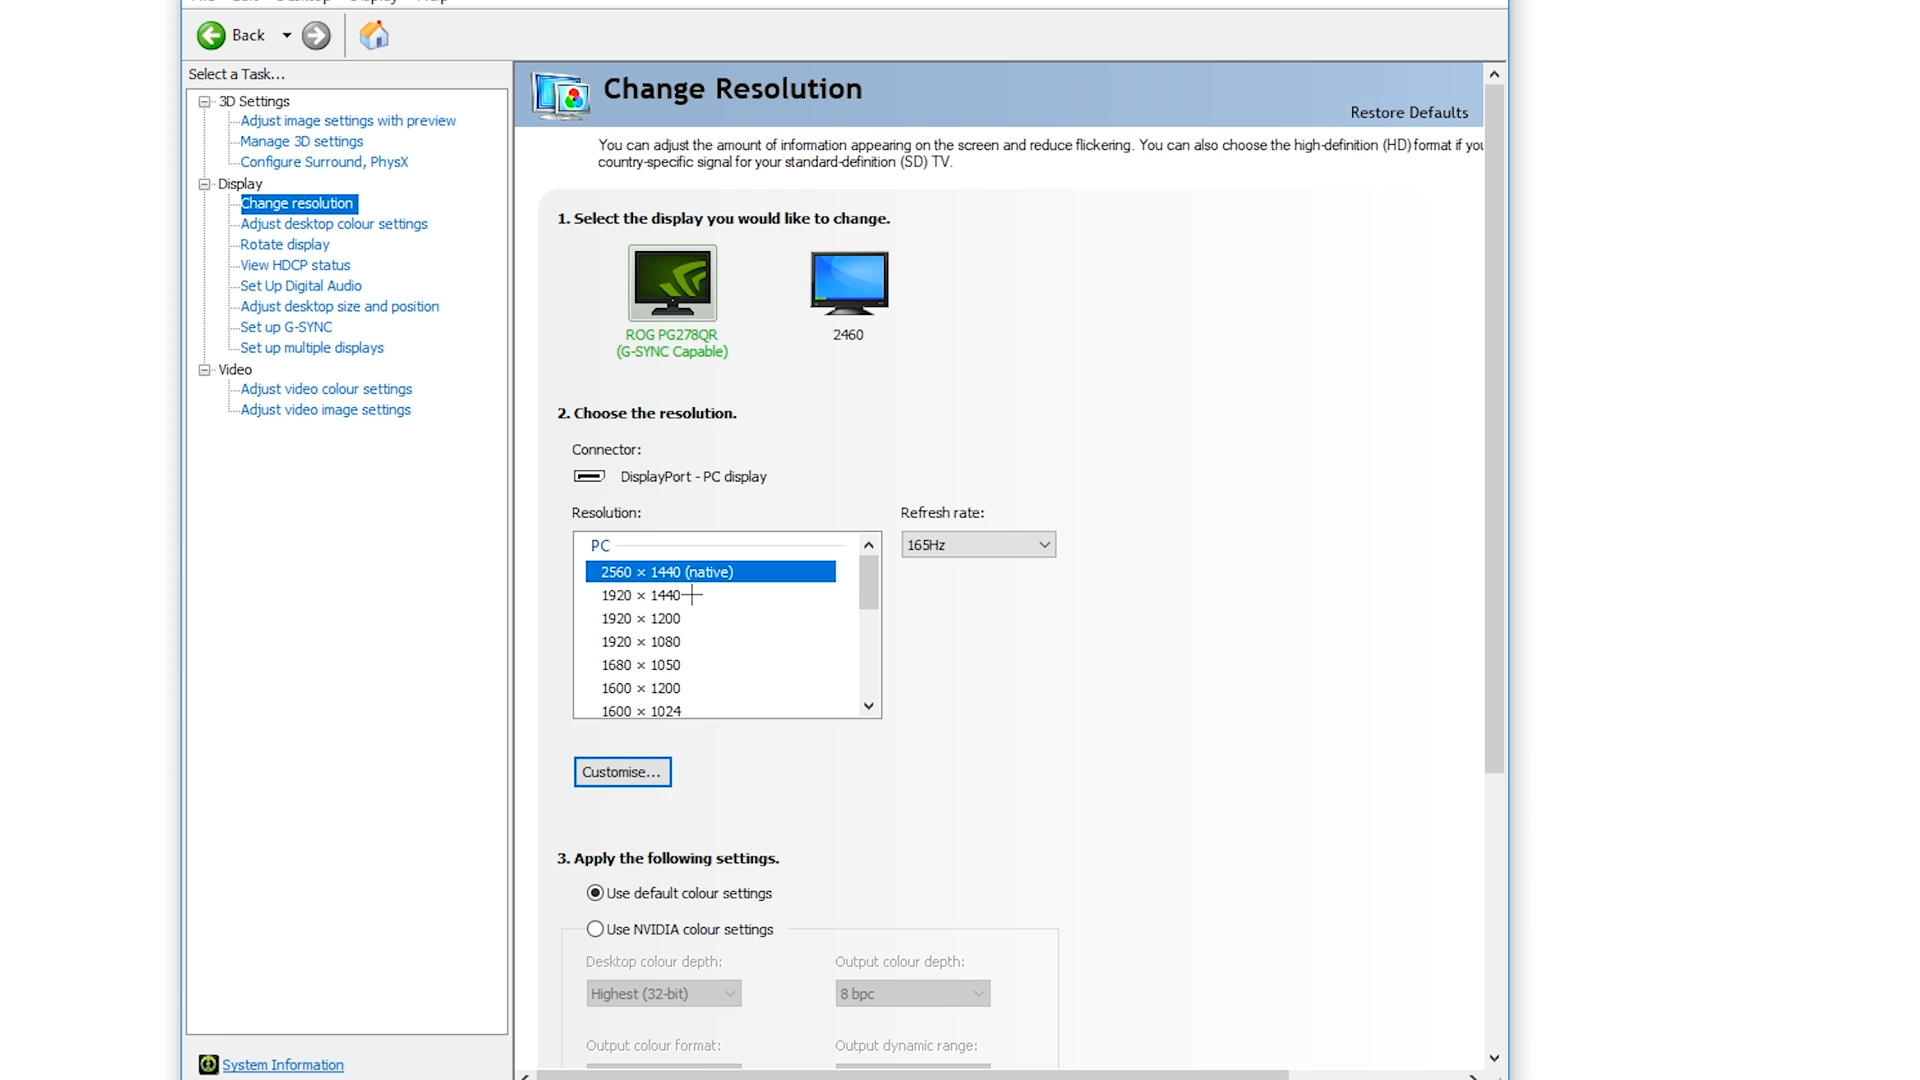 Back
Select a Task...
3D Settings
Adjust image settings with preview
Manage 3D settings
Configure Surround, PhysX
Display
Change resolution
Adjust desktop colour settings
Rotate display
View HDCP status
Set Up Digital Audio
Adjust desktop size and position
Set up G-SYNC
Set up multiple displays
Video
Adjust video colour settings
Adjust video image settings
System Information
Change Resolution
Restore Defaults
You can adjust the amount of information appearing on the screen and reduce flickering. You can also choose the high-definition (HD) format if you
country-specific signal for your standard-definition (SD) TV.
1. Select the display you would like to change.
ROG PG278QR
(G-SYNC Capable)
2460
2. Choose the resolution.
Connector:
DisplayPort - PC display
Resolution:
Refresh rate:
PC
165Hz
2560 × 1440 (native)
1920 × 1440
1920 × 1200
1920 × 1080
1680 × 1050
1600 × 1200
1600 × 1024
Customise...
3. Apply the following settings.
Use default colour settings
Use NVIDIA colour settings
Desktop colour depth:
Output colour depth:
Highest (32-bit)
8 bpc
Output colour format:
Output dynamic range: